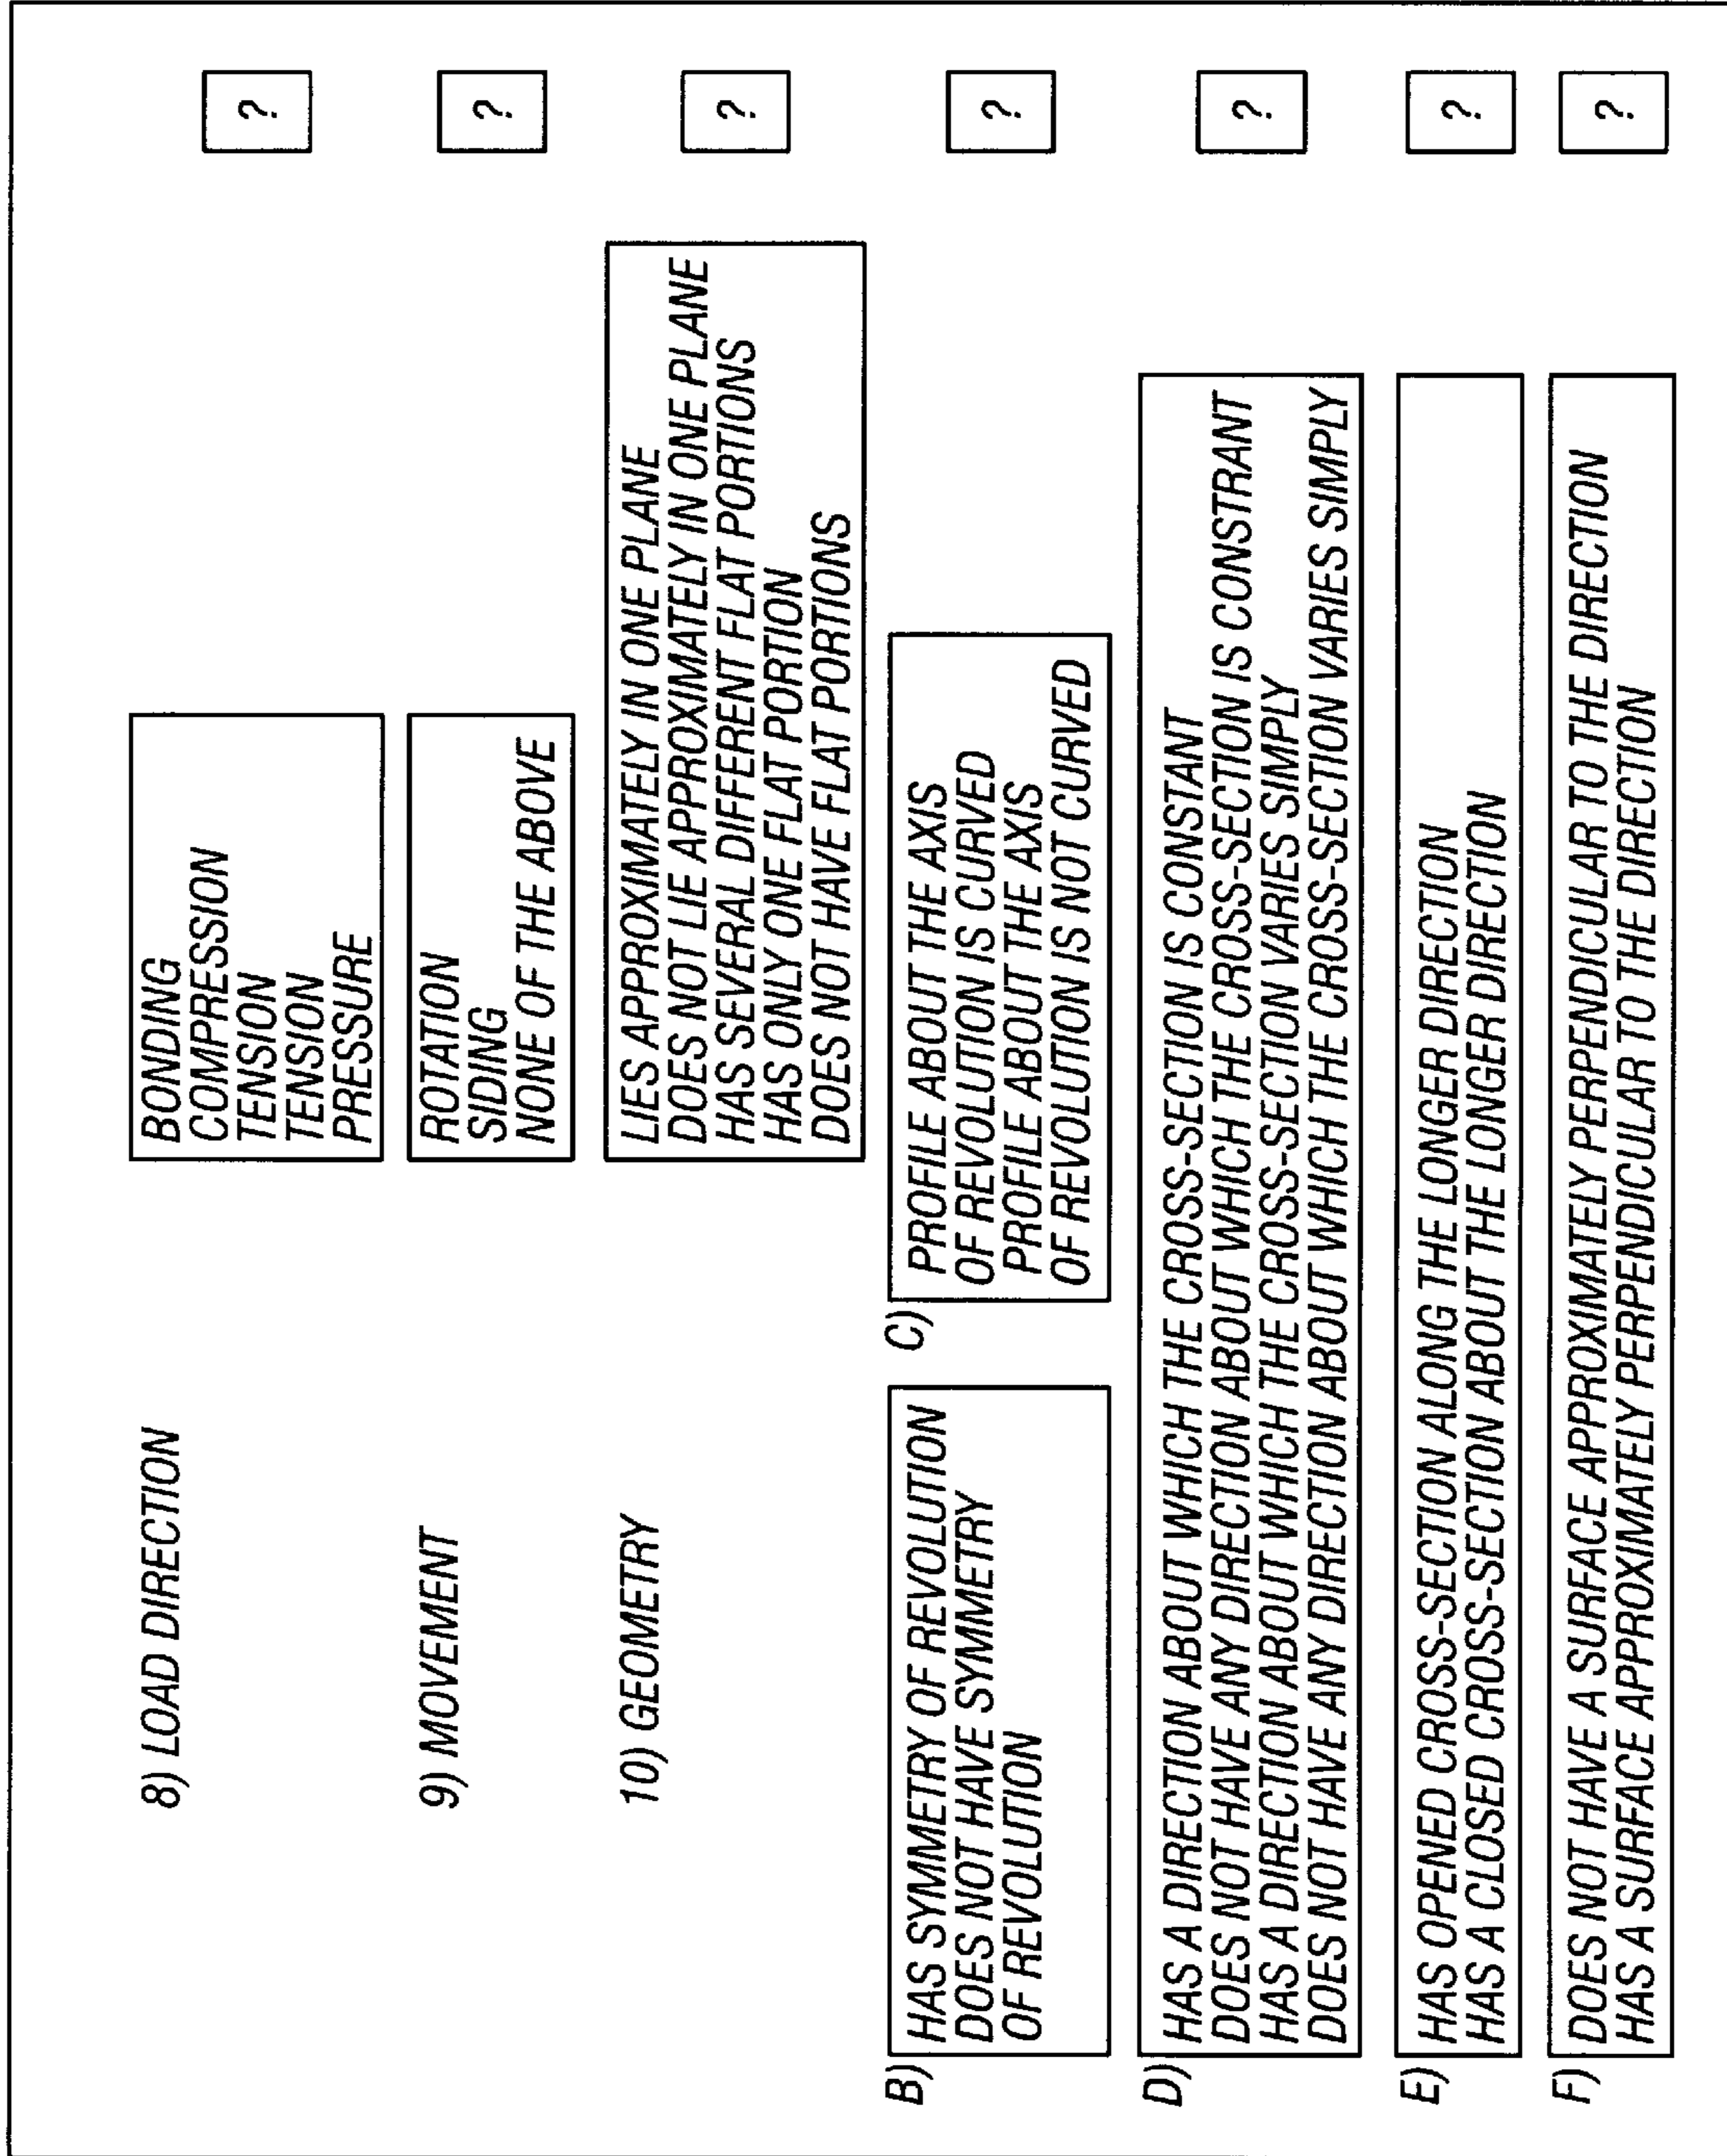 8) LOAD DIRECTION
BONDING
COMPRESSION
TENSION
TENSION
PRESSURE
?
9) MOVEMENT
ROTATION
SIDING
NONE OF THE ABOVE
?
10) GEOMETRY
LIES APPROXIMATELY IN ONE PLANE
DOES NOT LIE APPROXIMATELY IN ONE PLANE
HAS SEVERAL DIFFERENT FLAT PORTIONS
HAS ONLY ONE FLAT PORTION
DOES NOT HAVE FLAT PORTIONS
?
B)
HAS SYMMETRY OF REVOLUTION
DOES NOT HAVE SYMMETRY
OF REVOLUTION
C)
PROFILE ABOUT THE AXIS
OF REVOLUTION IS CURVED
PROFILE ABOUT THE AXIS
OF REVOLUTION IS NOT CURVED
?
D)
HAS A DIRECTION ABOUT WHICH THE CROSS-SECTION IS CONSTANT
DOES NOT HAVE ANY DIRECTION ABOUT WHICH THE CROSS-SECTION IS CONSTRANT
HAS A DIRECTION ABOUT WHICH THE CROSS-SECTION VARIES SIMPLY
DOES NOT HAVE ANY DIRECTION ABOUT WHICH THE CROSS-SECTION VARIES SIMPLY
?
E)
HAS OPENED CROSS-SECTION ALONG THE LONGER DIRECTION
HAS A CLOSED CROSS-SECTION ABOUT THE LONGER DIRECTION
?
F)
DOES NOT HAVE A SURFACE APPROXIMATELY PERPENDICULAR TO THE DIRECTION
HAS A SURFACE APPROXIMATELY PERPENDICULAR TO THE DIRECTION
?